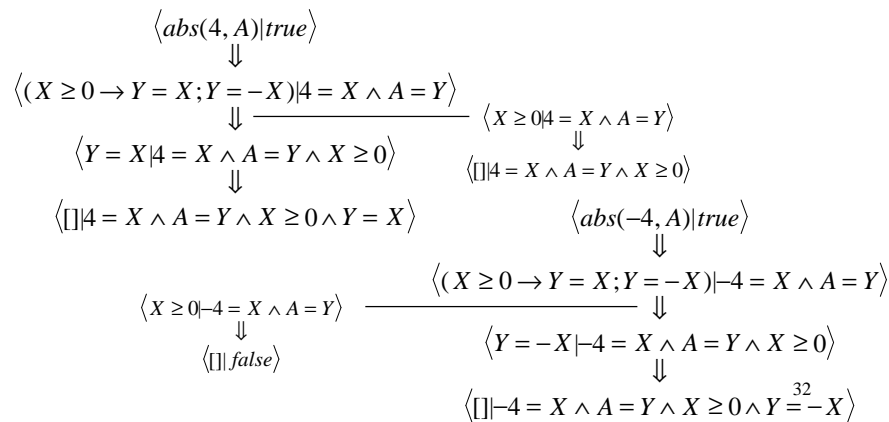 ⟨abs(4, A)|true⟩
⇓
⟨(X ≥ 0 → Y = X; Y = −X)|4 = X ∧ A = Y⟩
⇓
⟨Y = X|4 = X ∧ A = Y ∧ X ≥ 0⟩
⇓
⟨[]|4 = X ∧ A = Y ∧ X ≥ 0 ∧ Y = X⟩
⟨X ≥ 0|4 = X ∧ A = Y⟩
⇓
⟨[]|4 = X ∧ A = Y ∧ X ≥ 0⟩
⟨abs(−4, A)|true⟩
⇓
⟨(X ≥ 0 → Y = X; Y = −X)|−4 = X ∧ A = Y⟩
⇓
⟨Y = −X|−4 = X ∧ A = Y ∧ X ≥ 0⟩
⇓
⟨[]|−4 = X ∧ A = Y ∧ X ≥ 0 ∧ Y = −X⟩
⟨X ≥ 0|−4 = X ∧ A = Y⟩
⇓
⟨[]|false⟩
32